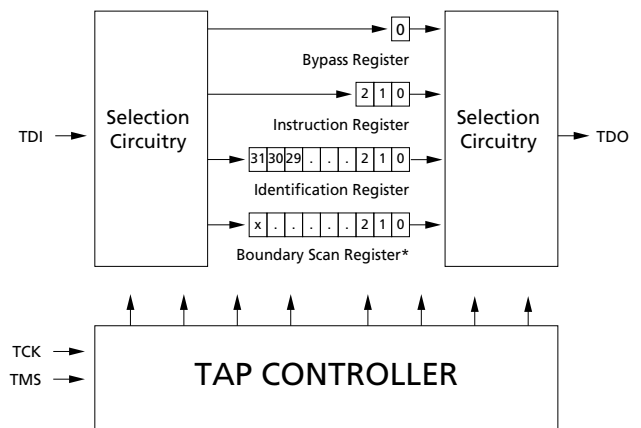 0
Bypass Register
2 1 0
Instruction Register
Selection
Circuitry
Selection
Circuitry
TDI
TDO
31 30 29 . . . 2 1 0
Identification Register
x . . . . . 2 1 0
Boundary Scan Register*
TCK
TMS
TAP CONTROLLER